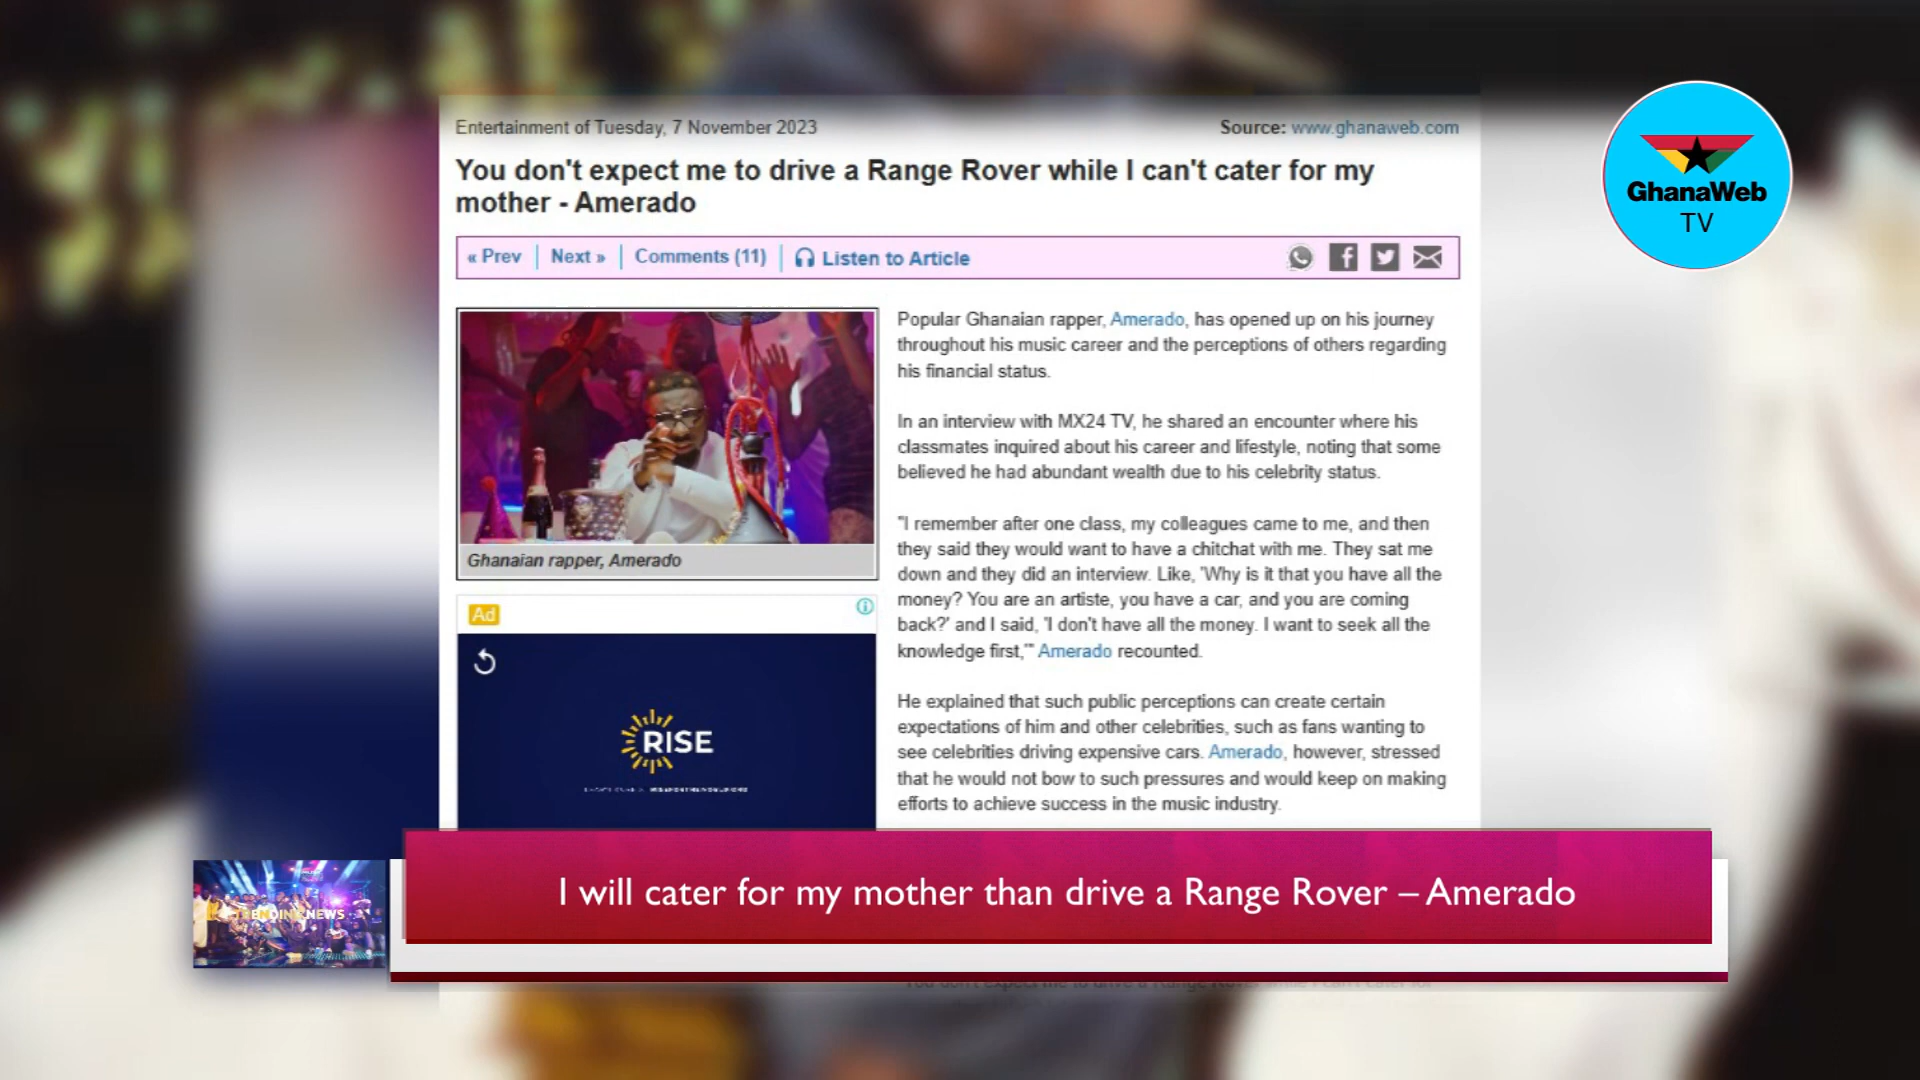 Entertainment of Tuesday, 7 November 2023
Source: www.ghanaweb.com
You don't expect me to drive a Range Rover while I can't cater for my
mother - Amerado
« Prev
Next »
Comments (11)
Listen to Article
GhanaWeb
TV
Ghanaian rapper, Amerado
Ad
RISE
Popular Ghanaian rapper, Amerado, has opened up on his journey
throughout his music career and the perceptions of others regarding
his financial status.
In an interview with MX24 TV, he shared an encounter where his
classmates inquired about his career and lifestyle, noting that some
believed he had abundant wealth due to his celebrity status.
"I remember after one class, my colleagues came to me, and then
they said they would want to have a chitchat with me. They sat me
down and they did an interview. Like, 'Why is it that you have all the
money? You are an artiste, you have a car, and you are coming
back?' and I said, 'I don't have all the money. I want to seek all the
knowledge first,'" Amerado recounted.
He explained that such public perceptions can create certain
expectations of him and other celebrities, such as fans wanting to
see celebrities driving expensive cars. Amerado, however, stressed
that he would not bow to such pressures and would keep on making
efforts to achieve success in the music industry.
TRENDING NEWS
I will cater for my mother than drive a Range Rover – Amerado